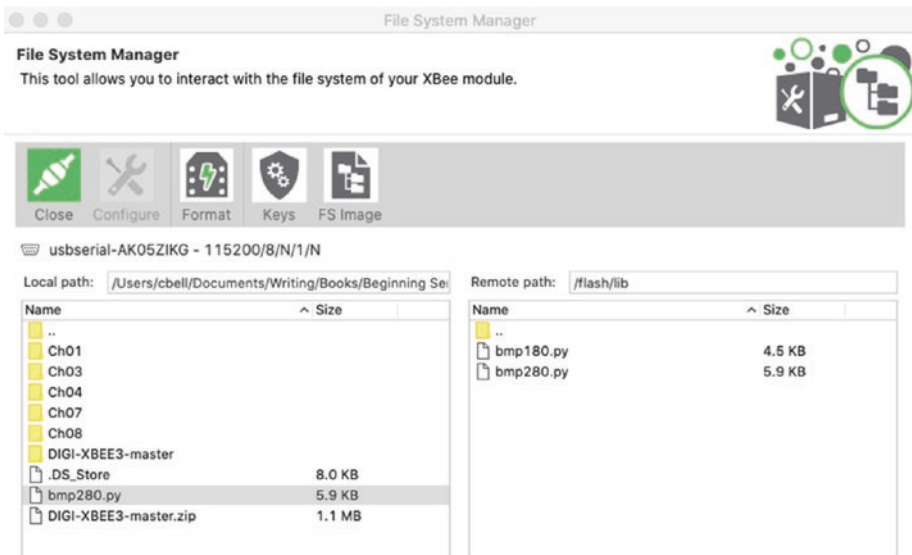 File System Manager
File System Manager
This tool allows you to interact with the file system of your XBee module.
Close Configure Format Keys FS Image
usbserial-AK05ZIKG - 115200/8/N/1/N
Local path: /Users/cbell/Documents/Writing/Books/Beginning Remote path: /flash/lib
Name Size Name Size
.. ..
Ch01 bmp180.py 4.5 KB
Ch03 bmp280.py 5.9 KB
Ch04
Ch07
Ch08
DIGI-XBEE3-master
.DS_Store 8.0 KB
bmp280.py 5.9 KB
DIGI-XBEE3-master.zip 1.1 MB